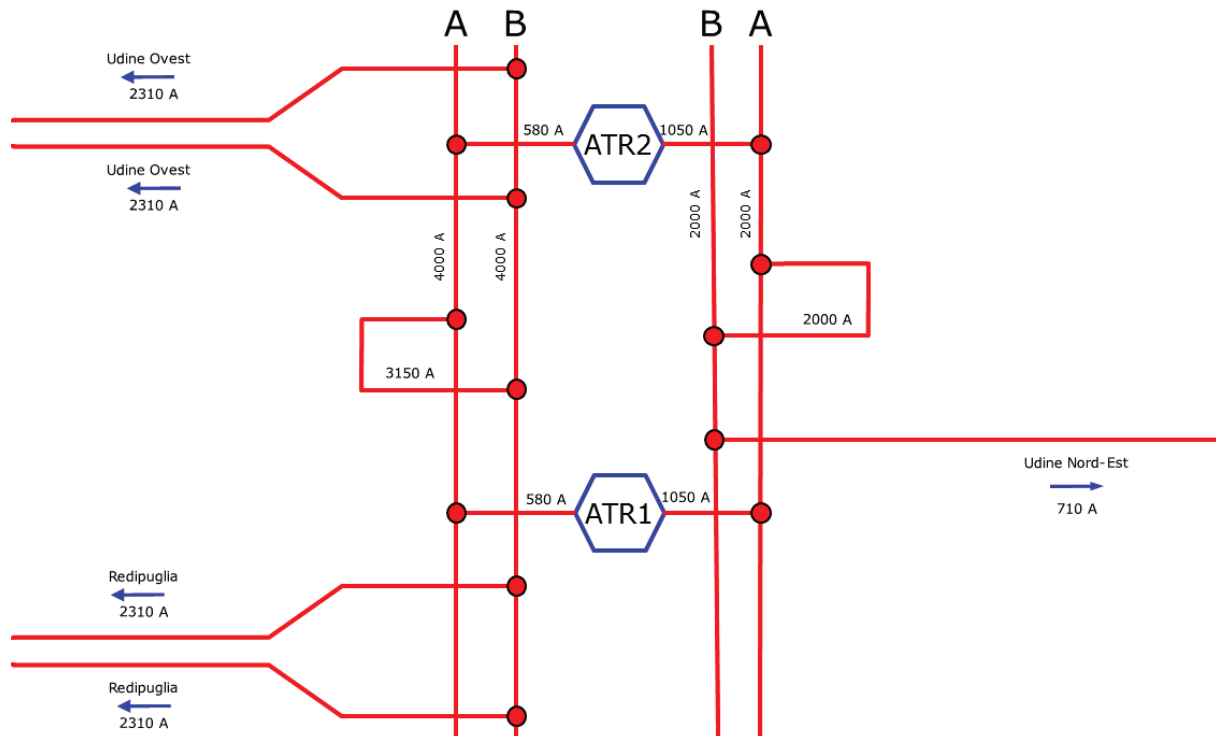 A
B
B
A
Udine Ovest
2310 A
580 A
ATR2
1050 A
Udine Ovest
2310 A
4000 A
4000 A
2000 A
2000 A
2000 A
3150 A
Udine Nord-Est
710 A
580 A
ATR1
1050 A
Redipuglia
2310 A
Redipuglia
2310 A